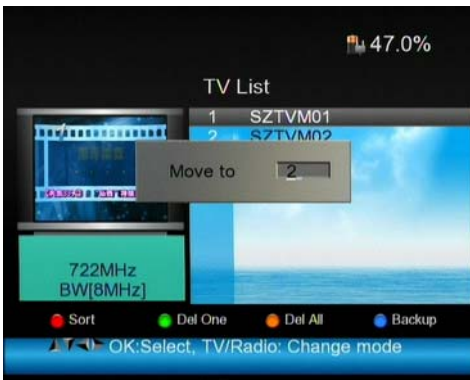 47.0%
TV List
1 SZTVM01
2 SZTVM02
Move to 2
722MHz
BW[8MHz]
Sort Del One Del All Backup
OK:Select, TV/Radio: Change mode